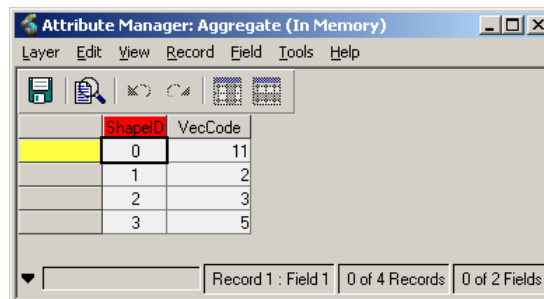 Attribute Manager: Aggregate (In Memory)
Layer Edit View Record Field Tools Help
ShapeID VecCode
0 11
1 2
2 3
3 5
Record 1 : Field 1 0 of 4 Records 0 of 2 Fields